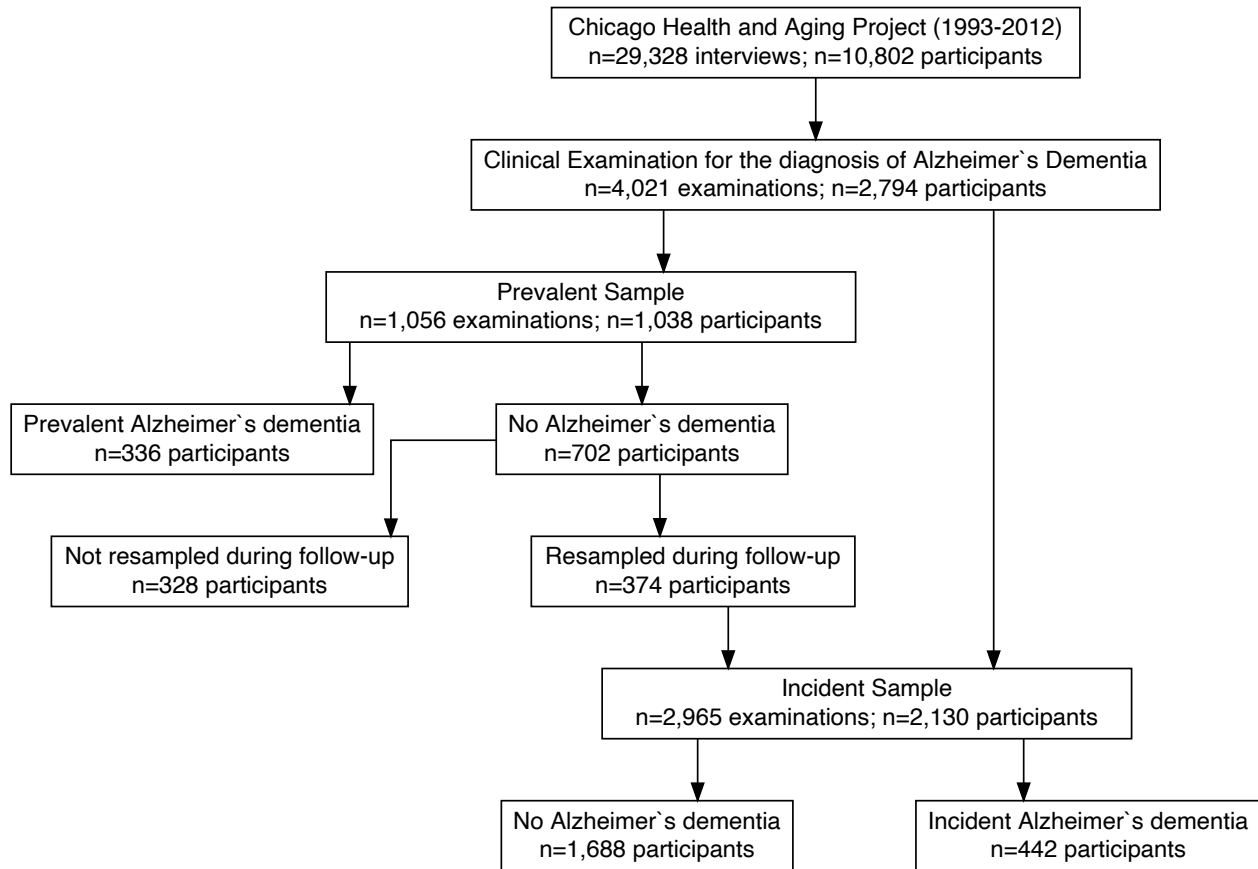 Chicago Health and Aging Project (1993-2012)
n=29,328 interviews; n=10,802 participants
Clinical Examination for the diagnosis of Alzheimer`s Dementia
n=4,021 examinations; n=2,794 participants
Prevalent Sample
n=1,056 examinations; n=1,038 participants
Prevalent Alzheimer`s dementia
n=336 participants
No Alzheimer`s dementia
n=702 participants
Not resampled during follow-up
n=328 participants
Resampled during follow-up
n=374 participants
Incident Sample
n=2,965 examinations; n=2,130 participants
No Alzheimer`s dementia
n=1,688 participants
Incident Alzheimer`s dementia
n=442 participants